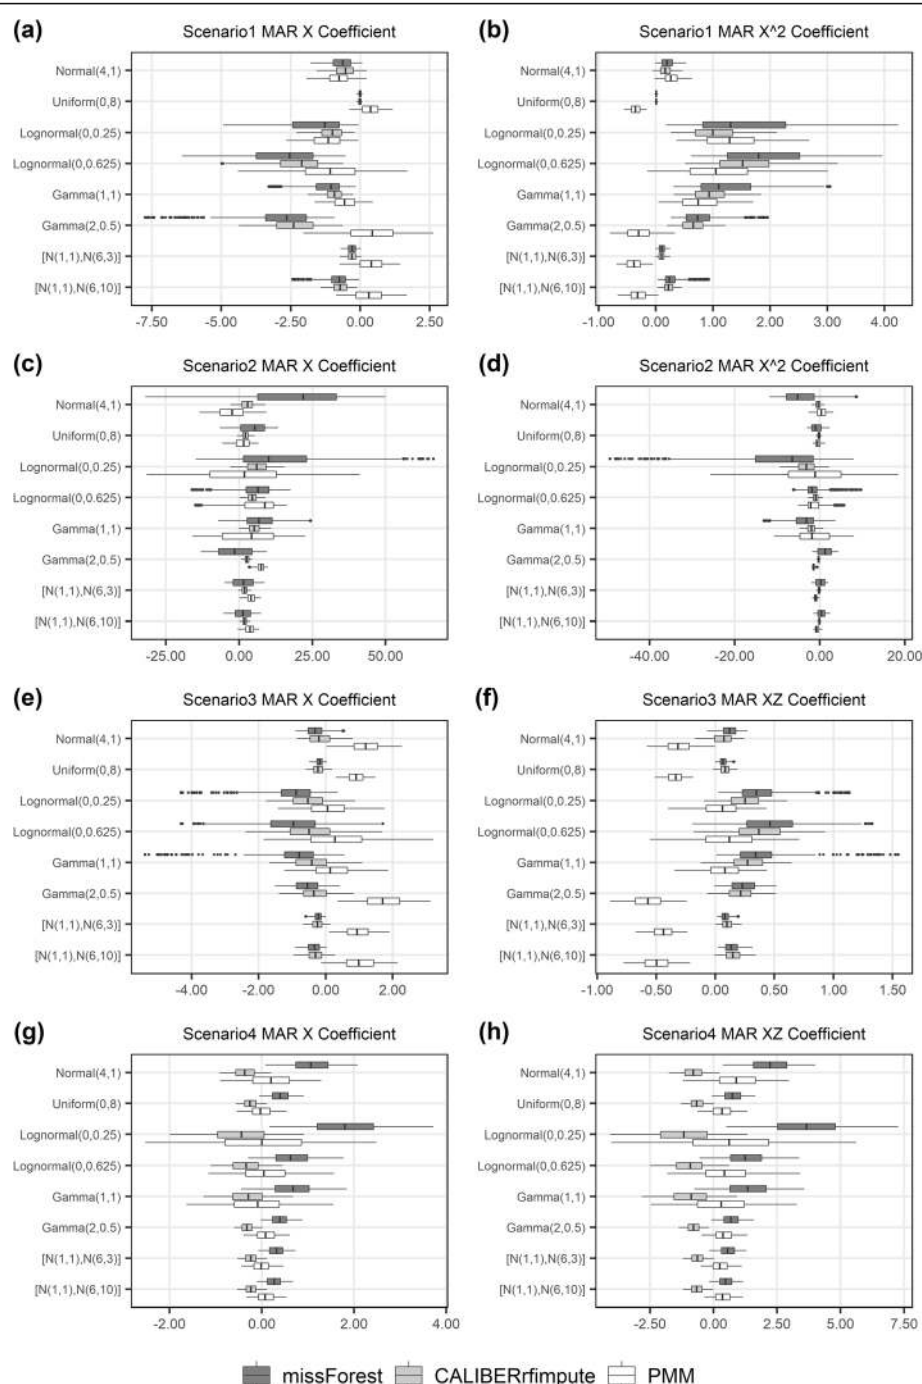 (a) Scenario1 MAR X Coefficient
Normal(4,1)
Uniform(0,8)
Lognormal(0,0.25)
Lognormal(0,0.625)
Gamma(1,1)
Gamma(2,0.5)
[N(1,1),N(6,3)]
[N(1,1),N(6,10)]
-7.50 -5.00 -2.50 0.00 2.50
(b) Scenario1 MAR X^2 Coefficient
Normal(4,1)
Uniform(0,8)
Lognormal(0,0.25)
Lognormal(0,0.625)
Gamma(1,1)
Gamma(2,0.5)
[N(1,1),N(6,3)]
[N(1,1),N(6,10)]
-1.00 0.00 1.00 2.00 3.00 4.00
(c) Scenario2 MAR X Coefficient
Normal(4,1)
Uniform(0,8)
Lognormal(0,0.25)
Lognormal(0,0.625)
Gamma(1,1)
Gamma(2,0.5)
[N(1,1),N(6,3)]
[N(1,1),N(6,10)]
-25.00 0.00 25.00 50.00
(d) Scenario2 MAR X^2 Coefficient
Normal(4,1)
Uniform(0,8)
Lognormal(0,0.25)
Lognormal(0,0.625)
Gamma(1,1)
Gamma(2,0.5)
[N(1,1),N(6,3)]
[N(1,1),N(6,10)]
-40.00 -20.00 0.00 20.00
(e) Scenario3 MAR X Coefficient
Normal(4,1)
Uniform(0,8)
Lognormal(0,0.25)
Lognormal(0,0.625)
Gamma(1,1)
Gamma(2,0.5)
[N(1,1),N(6,3)]
[N(1,1),N(6,10)]
-4.00 -2.00 0.00 2.00
(f) Scenario3 MAR XZ Coefficient
Normal(4,1)
Uniform(0,8)
Lognormal(0,0.25)
Lognormal(0,0.625)
Gamma(1,1)
Gamma(2,0.5)
[N(1,1),N(6,3)]
[N(1,1),N(6,10)]
-1.00 -0.50 0.00 0.50 1.00 1.50
(g) Scenario4 MAR X Coefficient
Normal(4,1)
Uniform(0,8)
Lognormal(0,0.25)
Lognormal(0,0.625)
Gamma(1,1)
Gamma(2,0.5)
[N(1,1),N(6,3)]
[N(1,1),N(6,10)]
-2.00 0.00 2.00 4.00
(h) Scenario4 MAR XZ Coefficient
Normal(4,1)
Uniform(0,8)
Lognormal(0,0.25)
Lognormal(0,0.625)
Gamma(1,1)
Gamma(2,0.5)
[N(1,1),N(6,3)]
[N(1,1),N(6,10)]
-2.50 0.00 2.50 5.00 7.50
missForest CALIBERrfimpute PMM